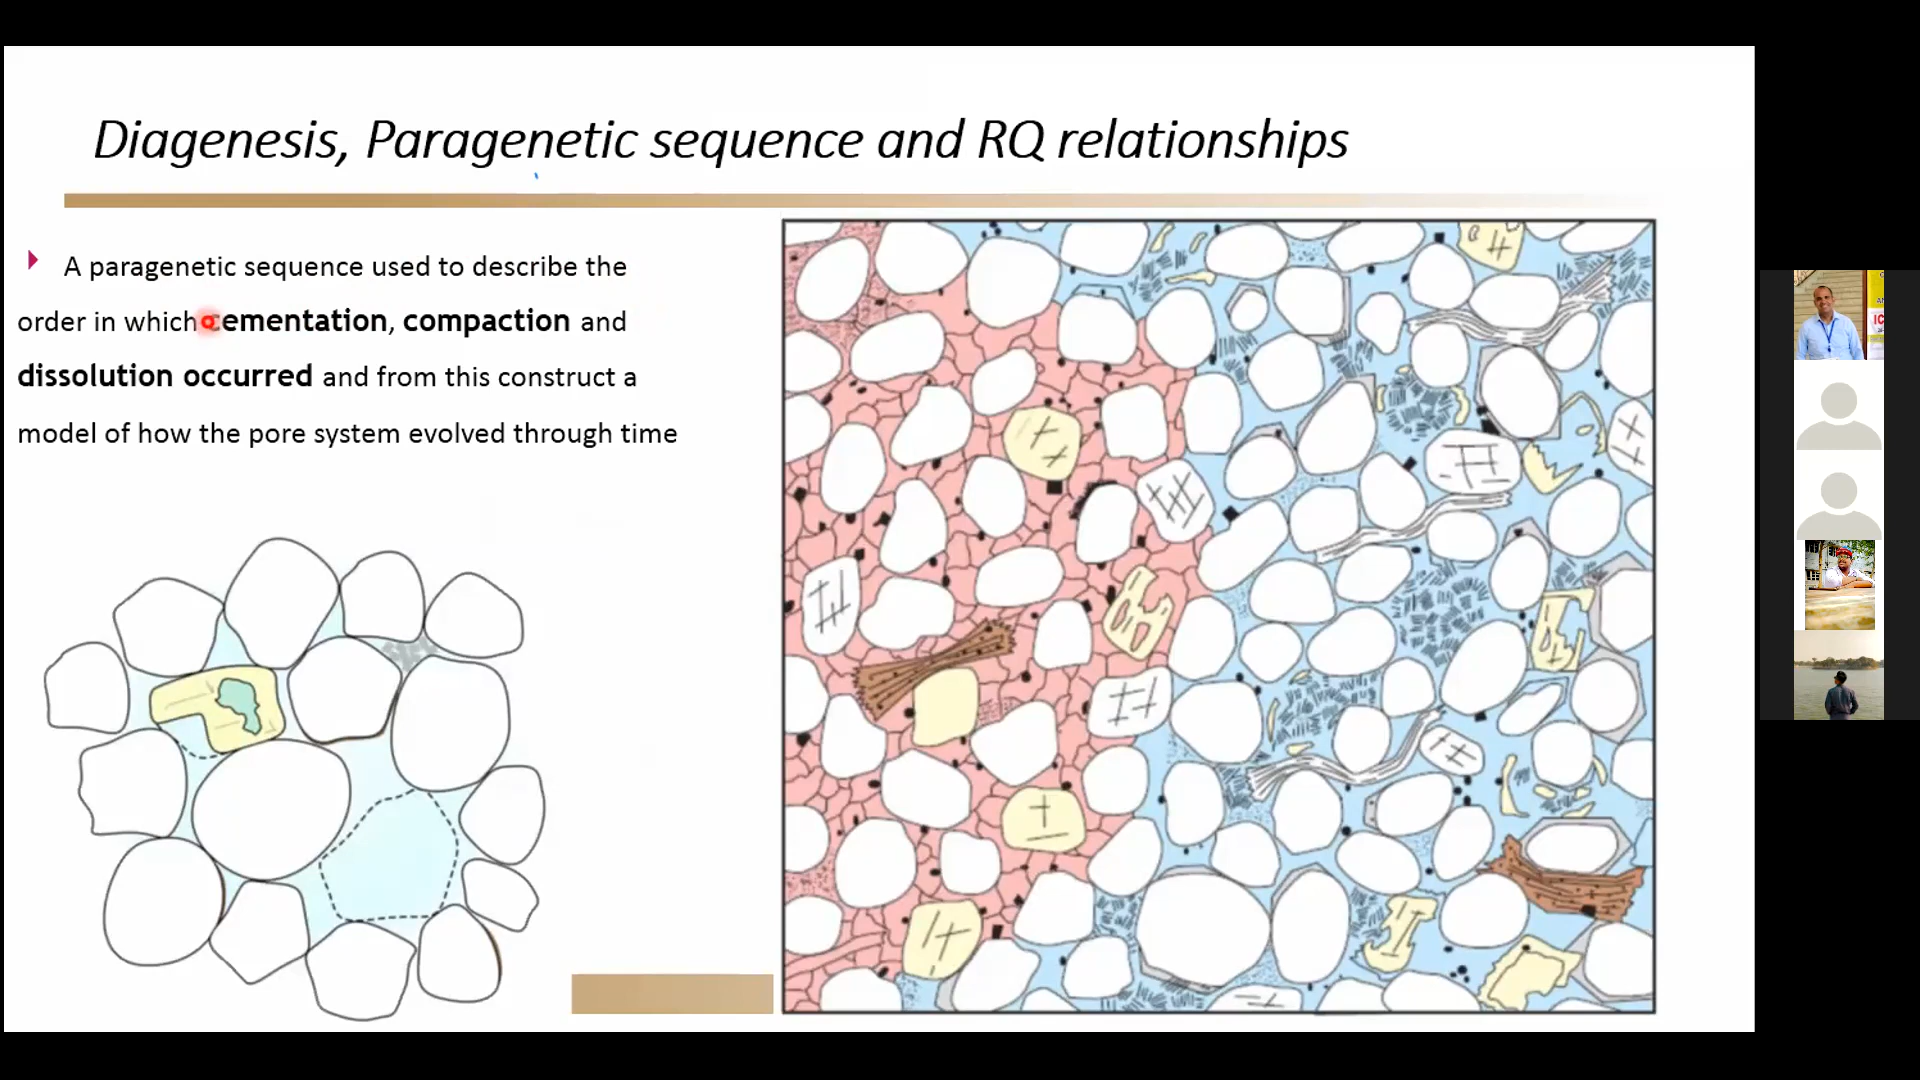 Diagenesis, Paragenetic sequence and RQ relationships
A paragenetic sequence used to describe the
order in which cementation, compaction and
dissolution occurred and from this construct a
model of how the pore system evolved through time
IC